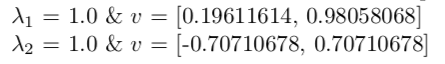 λ₁ = 1.0 & v = [0.19611614, 0.98058068]
λ₂ = 1.0 & v = [-0.70710678, 0.70710678]